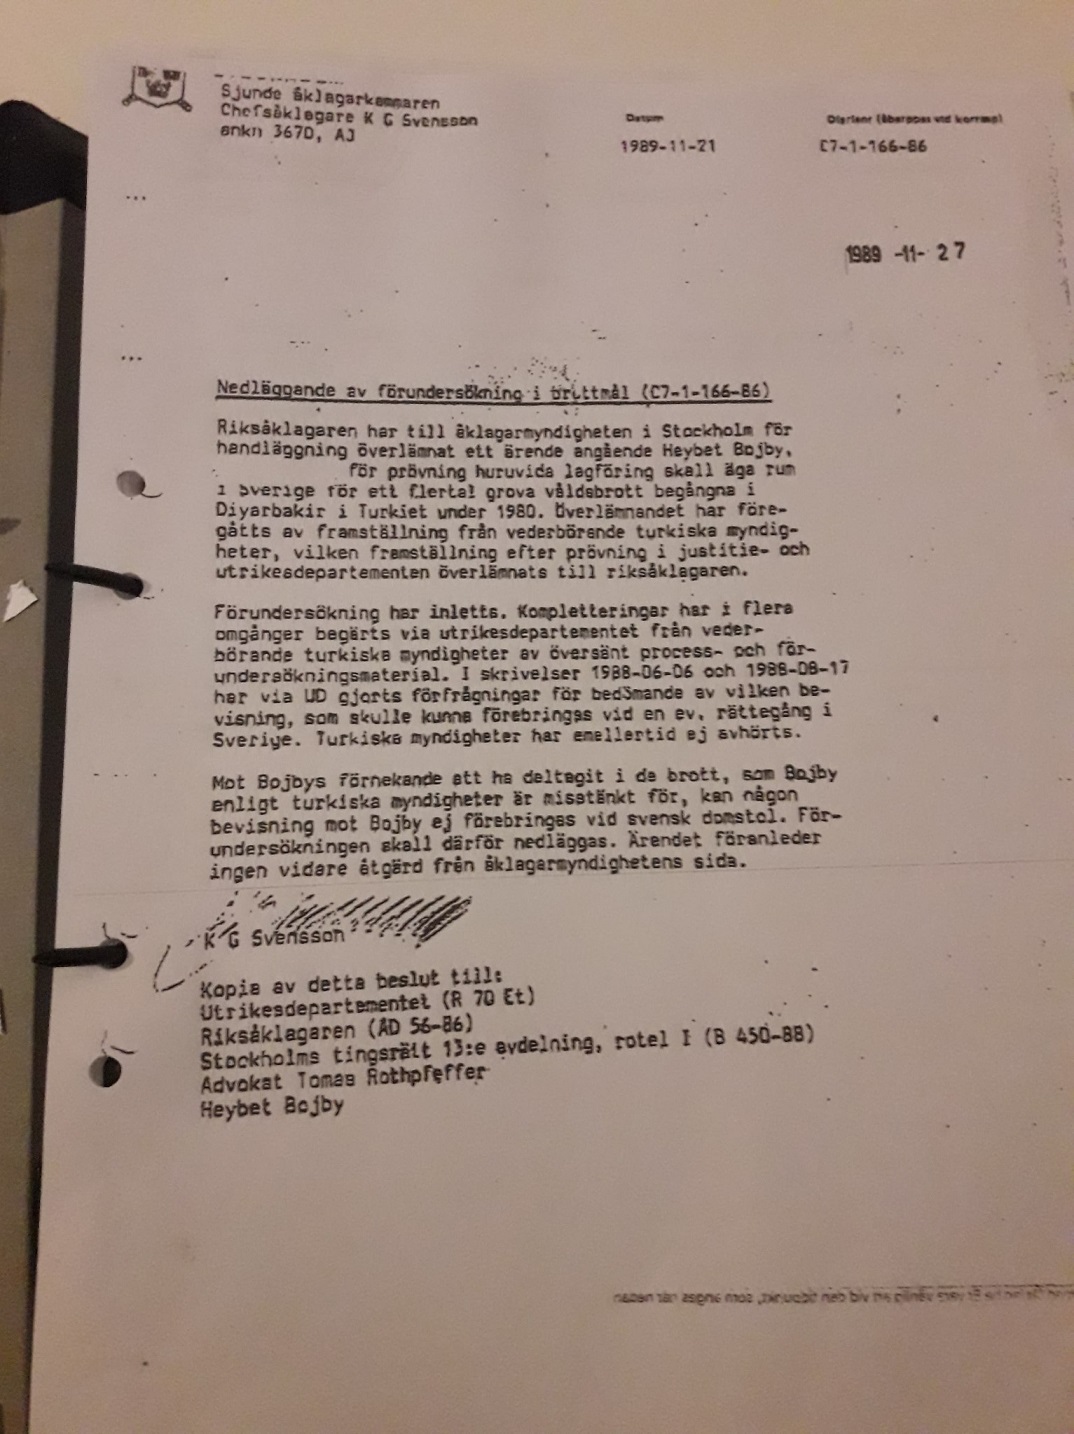 Sjunde åklagarkammaren
Chefsåklagare K G Svensson
ankn 3670, AJ
Datum
Diarienr (åberopas vid korresp)
1989-11-21
C7-1-166-86
1989 -11- 27
Nedläggande av förundersökning i brottmål (C7-1-166-86)
Riksåklagaren har till åklagarmyndigheten i Stockholm för
handläggning överlämnat ett ärende angående Heybet Bojby,
för prövning huruvida lagföring skall äga rum
i Sverige för ett flertal grova våldsbrott begångna i
Diyarbakir i Turkiet under 1980. Överlämnandet har före-
gåtts av framställning från vederbörande turkiska myndig-
heter, vilken framställning efter prövning i justitie- och
utrikesdepartementen överlämnats till riksåklagaren.
Förundersökning har inletts. Kompletteringar har i flera
omgånger begärts via utrikesdepartementet från veder-
börande turkiska myndigheter av översänt process- och för-
undersökningsmaterial. I skrivelser 1988-06-06 och 1988-08-17
har via UD gjorts förfrågningar för bedömande av vilken be-
visning, som skulle kunna förebringas vid en ev. rättegång i
Sverige. Turkiska myndigheter har emellertid ej avhörts.
Mot Bojbys förnekande att ha deltagit i de brott, som Bojby
enligt turkiska myndigheter är misstänkt för, kan någon
bevisning mot Bojby ej förebringas vid svensk domstol. För-
undersökningen skall därför nedläggas. Ärendet föranleder
ingen vidare åtgärd från åklagarmyndighetens sida.
K G Svensson
Kopia av detta beslut till:
Utrikesdepartementet (R 70 Et)
Riksåklagaren (ÅD 56-86)
Stockholms tingsrätt 13:e avdelning, rotel I (B 450-88)
Advokat Tomas Rothpfeffer
Heybet Bojby